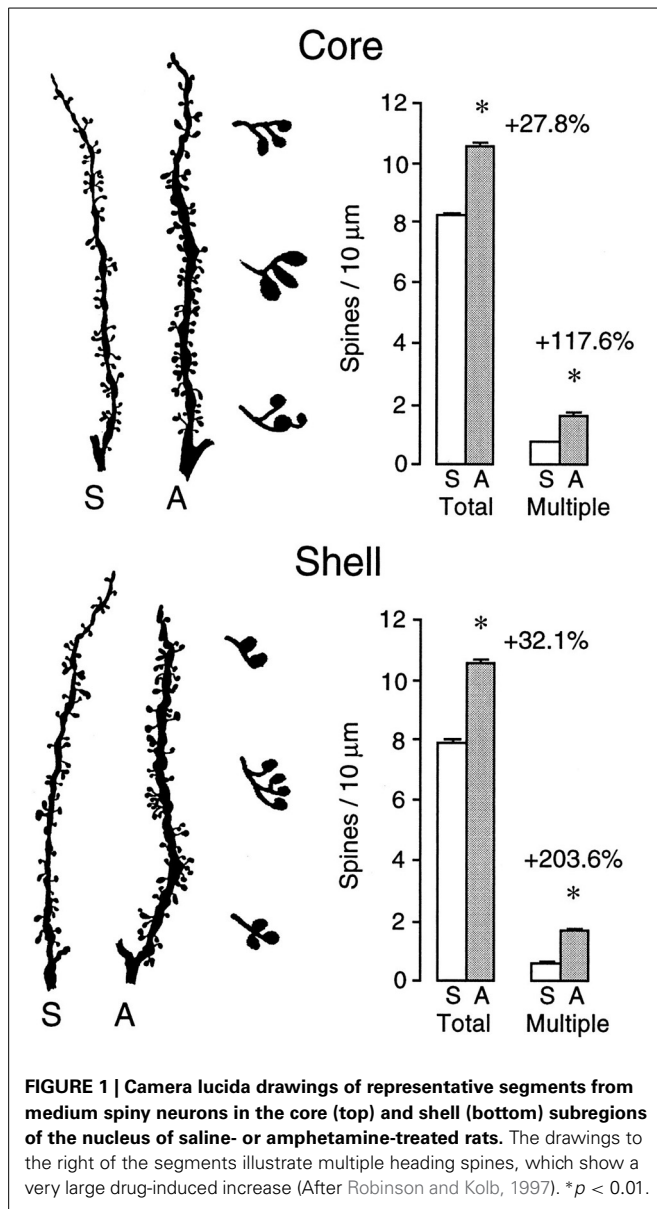 Core
12
10
8
6
4
2
0
Spines / 10 µm
*
+27.8%
+117.6%
*
S A S A
Total Multiple
S A
Shell
12
10
8
6
4
2
0
Spines / 10 µm
*
+32.1%
+203.6%
*
S A S A
Total Multiple
S A
FIGURE 1 | Camera lucida drawings of representative segments from
medium spiny neurons in the core (top) and shell (bottom) subregions
of the nucleus of saline- or amphetamine-treated rats. The drawings to
the right of the segments illustrate multiple heading spines, which show a
very large drug-induced increase (After Robinson and Kolb, 1997). *p < 0.01.